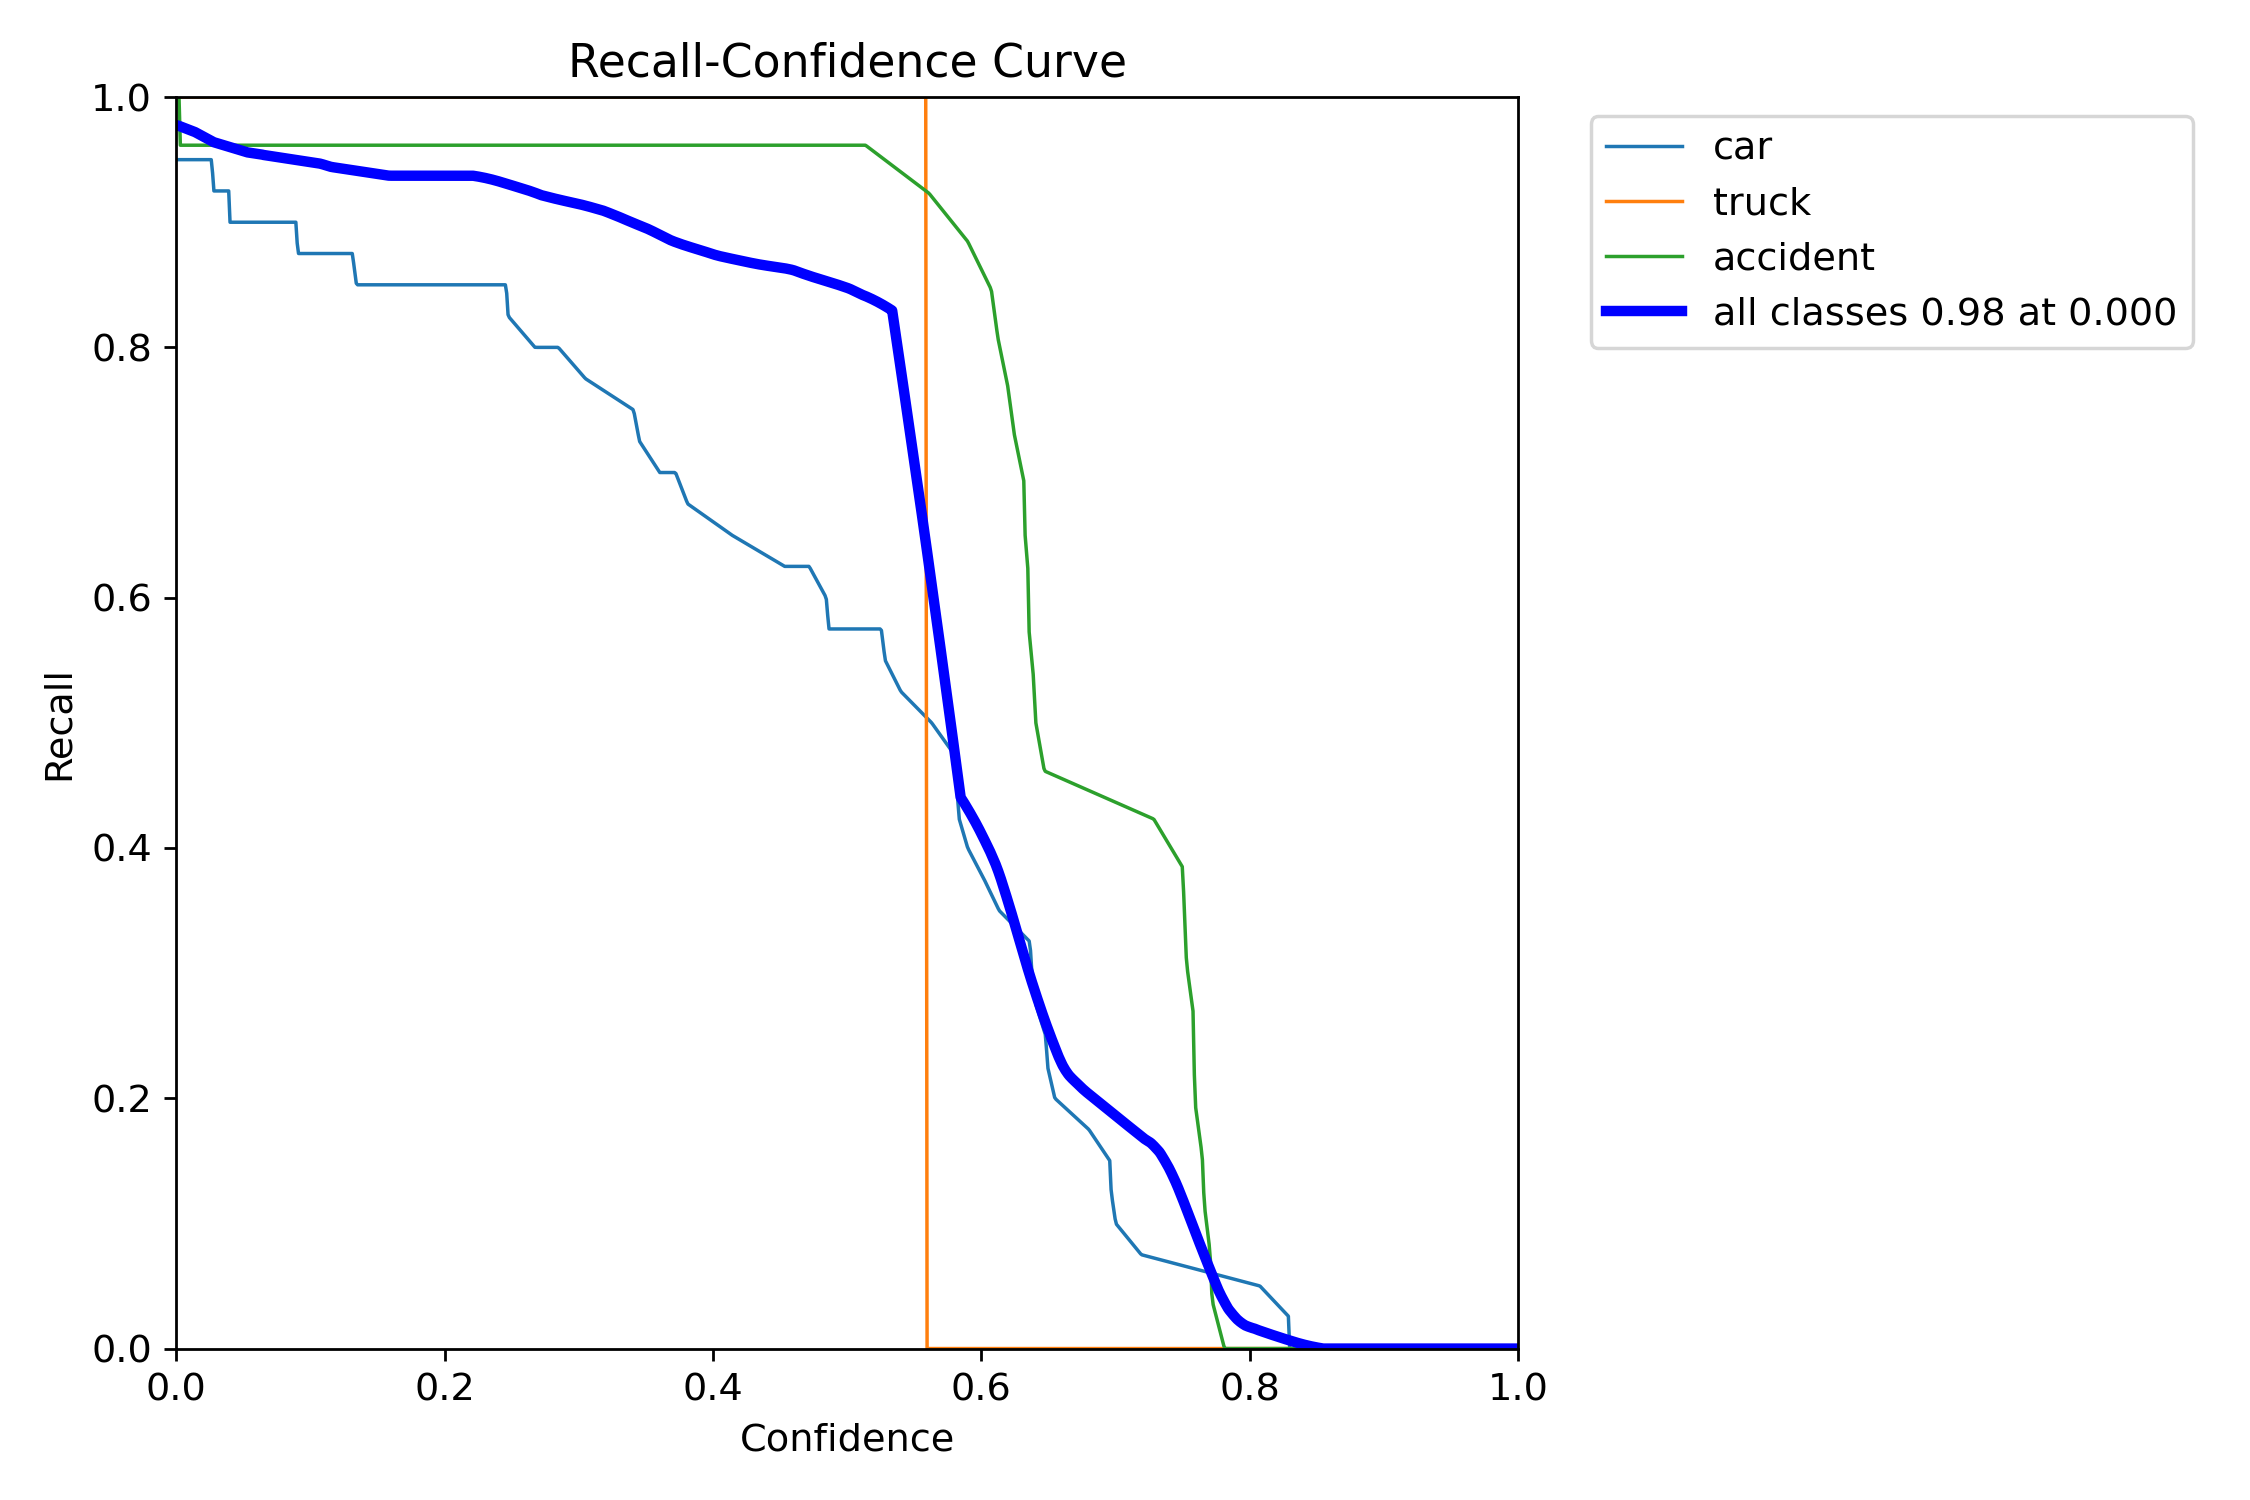 Recall-Confidence Curve
1.0
0.8
0.6
0.4
0.2
0.0
Recall
0.0 0.2 0.4 0.6 0.8 1.0
Confidence
car
truck
accident
all classes 0.98 at 0.000